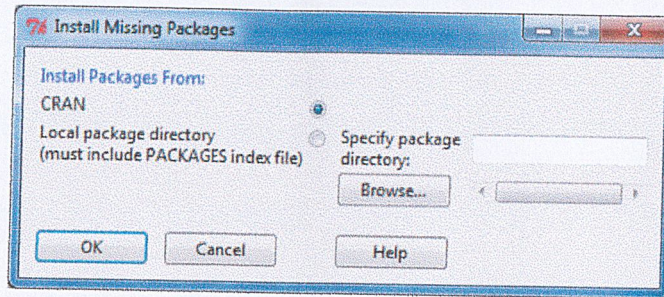 Install Missing Packages
Install Packages From:
CRAN
Local package directory
(must include PACKAGES index file)
Specify package
directory:
Browse...
OK
Cancel
Help